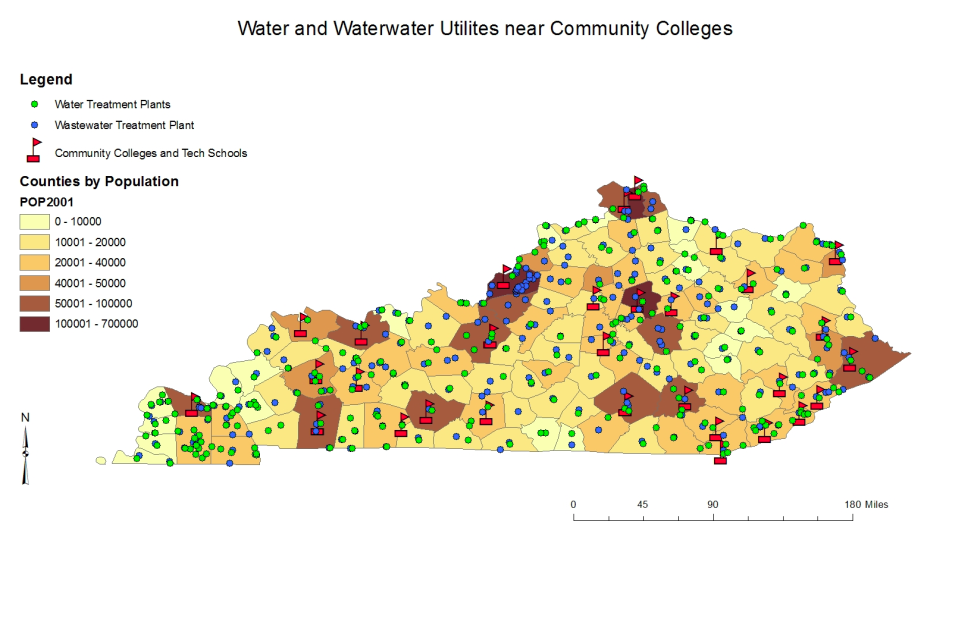 Water and Waterwater Utilites near Community Colleges
Legend
Water Treatment Plants
Wastewater Treatment Plant
Community Colleges and Tech Schools
Counties by Population
POP2001
0 - 10000
10001 - 20000
20001 - 40000
40001 - 50000
50001 - 100000
100001 - 700000
N
0 45 90 180 Miles